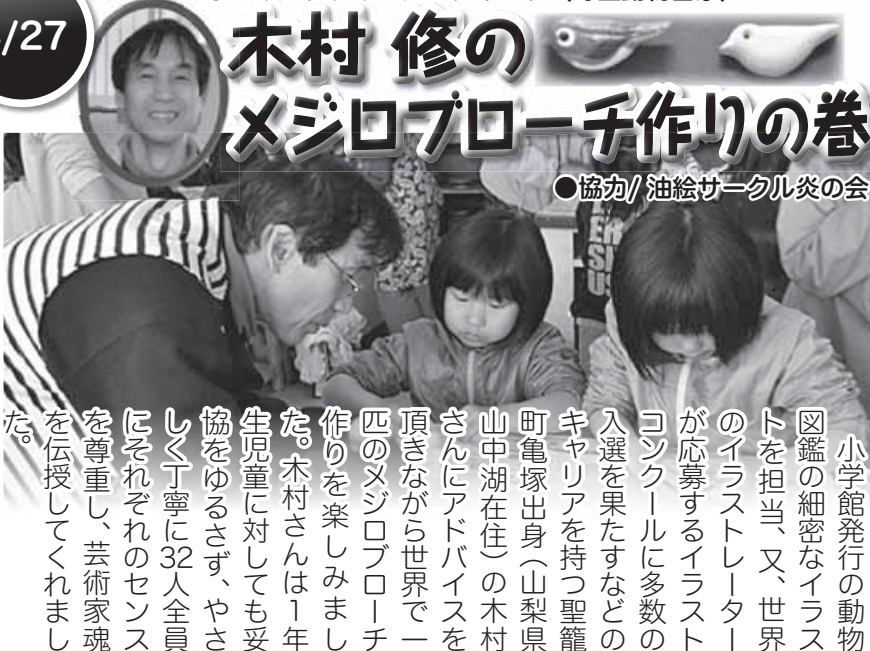 /27
木村 修の
メジロブローチ作りの巻
●協力/ 油絵サークル炎の会
小学館発行の動物
図鑑の細密なイラス
トを担当、又、世界
のイラストレーター
が応募するイラスト
コンクールに多数の
入選を果たすなどの
キャリアを持つ聖籠
町亀塚出身(山梨県
山中湖在住)の木村
さんにアドバイスを
頂きながら世界で一
匹のメジロブローチ
作りを楽しみまし
た。木村さんは1年
生児童に対しても妥
協をゆるさず、やさ
しく丁寧に32人全員
にそれぞれのセンス
を尊重し、芸術家魂
を伝授してくれまし
た。